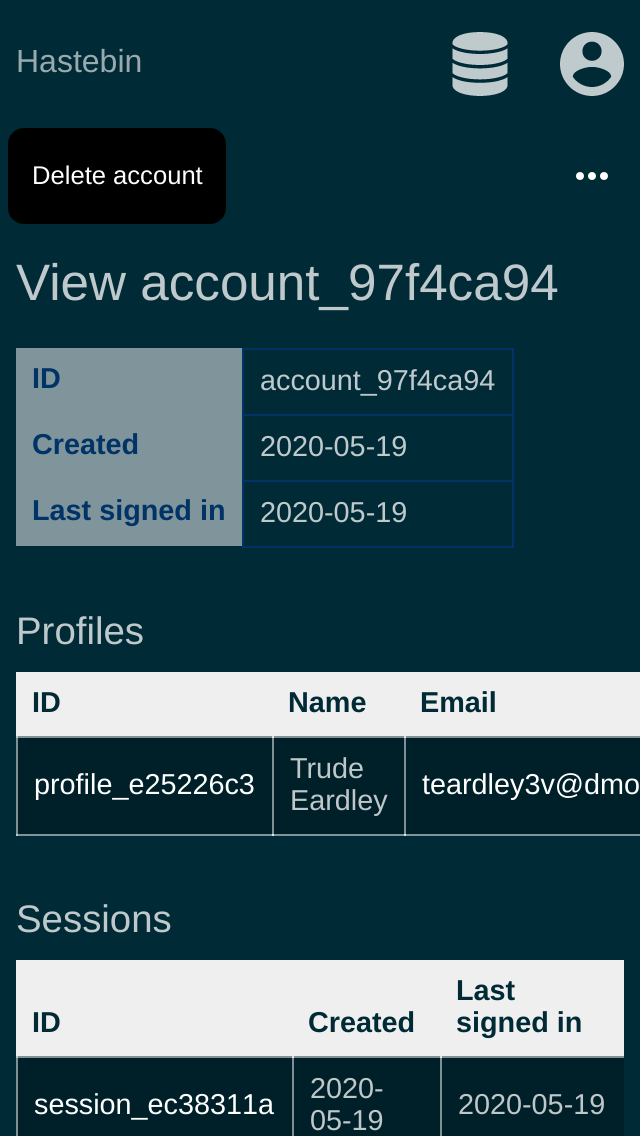 Hastebin
Delete account
View account_97f4ca94
ID account_97f4ca94
Created 2020-05-19
Last signed in 2020-05-19
Profiles
ID Name Email
profile_e25226c3 Trude Eardley teardley3v@dmo
Sessions
ID Created Last signed in
session_ec38311a 2020-05-19 2020-05-19